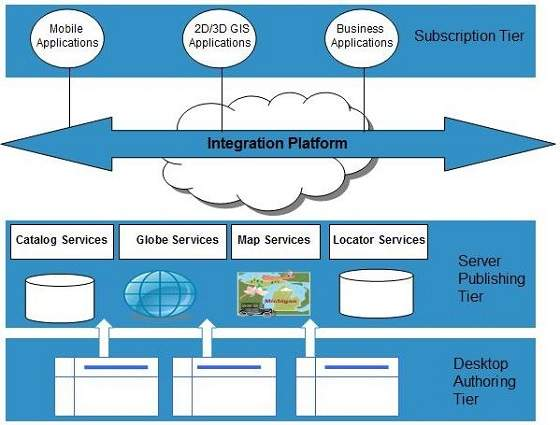 Mobile
Applications
2D/3D GIS
Applications
Business
Applications
Subscription Tier
Integration Platform
Catalog Services
Globe Services
Map Services
Locator Services
Michigan
Server
Publishing
Tier
Desktop
Authoring
Tier